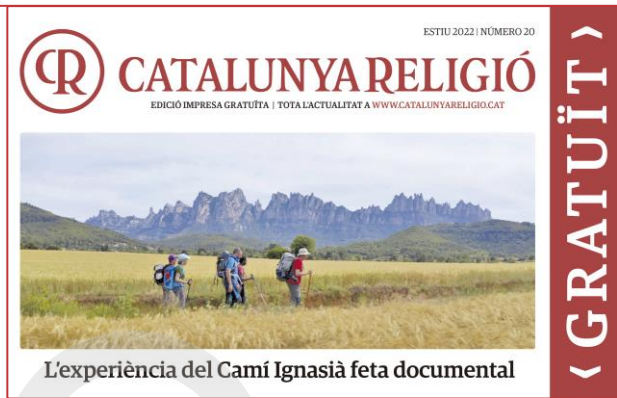 ESTIU 2022 | NÚMERO 20
CR CATALUNYA RELIGIÓ
EDICIÓ IMPRESA GRATUÏTA | TOTA L'ACTUALITAT A WWW.CATALUNYARELIGIO.CAT
L'experiència del Camí Ignasià feta documental
‹ GRATUÏT ›